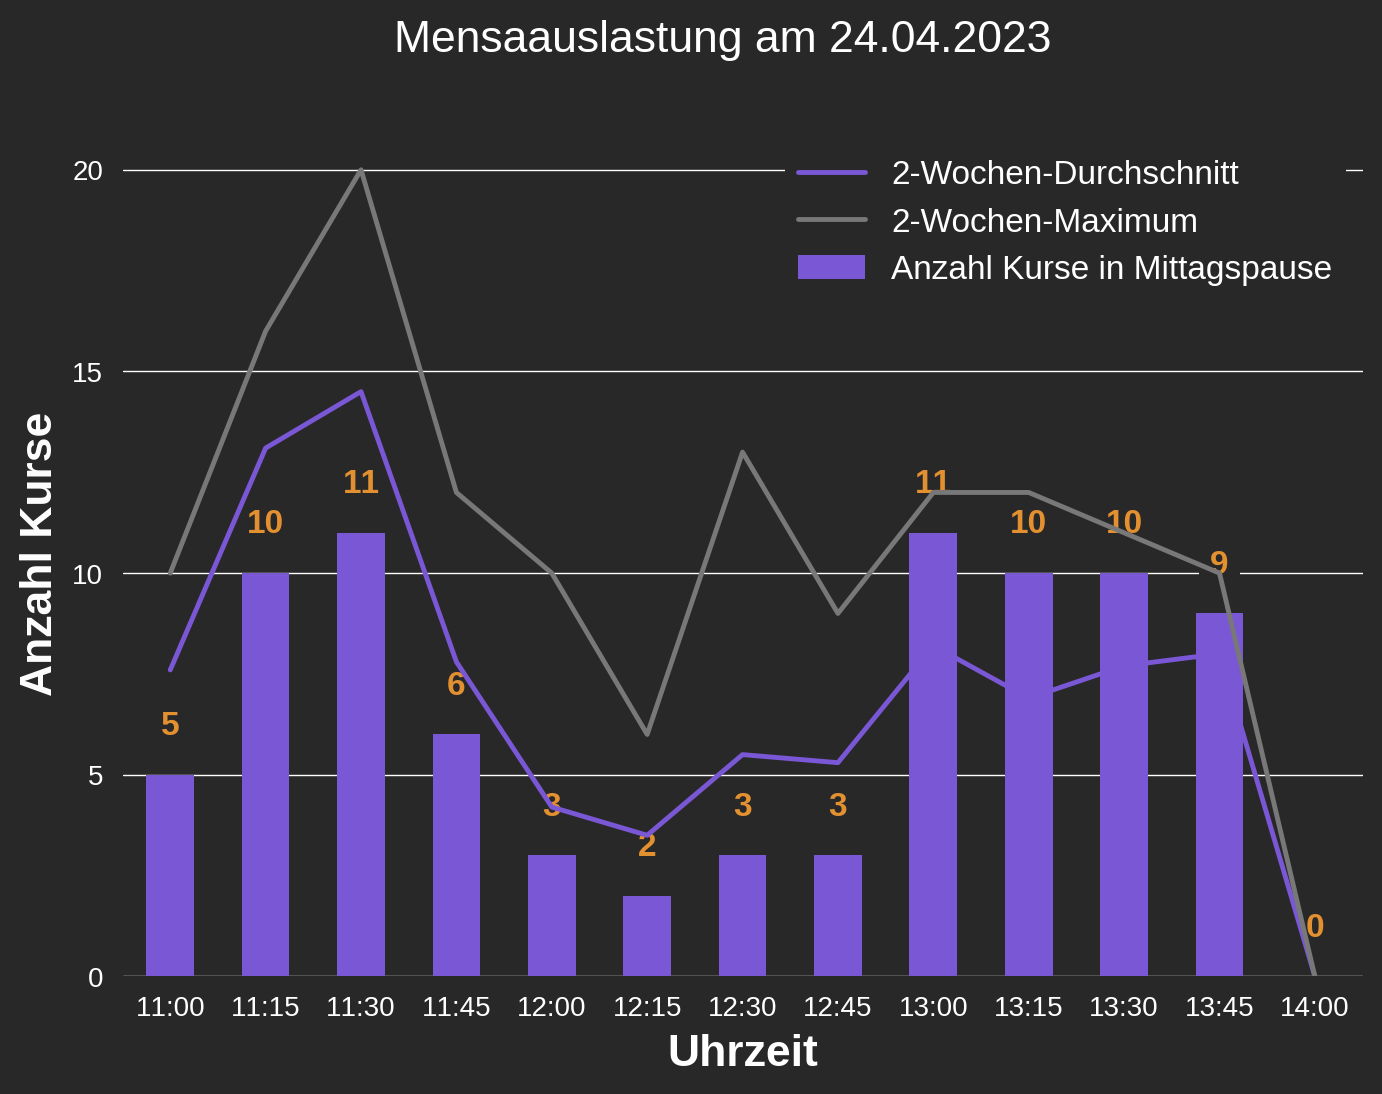 Mensaauslastung am 24.04.2023
2-Wochen-Durchschnitt
2-Wochen-Maximum
Anzahl Kurse in Mittagspause
Anzahl Kurse
20
15
10
5
0
5
10
11
6
3
2
3
3
11
10
10
9
0
11:00 11:15 11:30 11:45 12:00 12:15 12:30 12:45 13:00 13:15 13:30 13:45 14:00
Uhrzeit